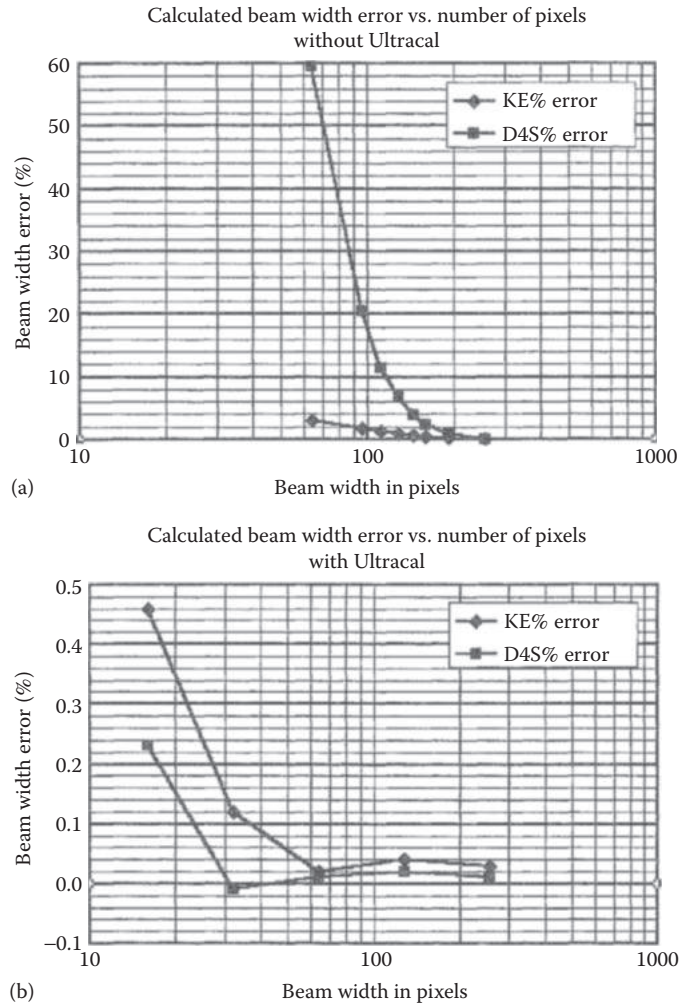 Calculated beam width error vs. number of pixels
without Ultracal
60
50
40
30
20
10
0
Beam width error (%)
KE% error
D4S% error
10
100
1000
(a)
Beam width in pixels
Calculated beam width error vs. number of pixels
with Ultracal
0.5
0.4
0.3
0.2
0.1
0.0
–0.1
Beam width error (%)
KE% error
D4S% error
10
100
1000
(b)
Beam width in pixels